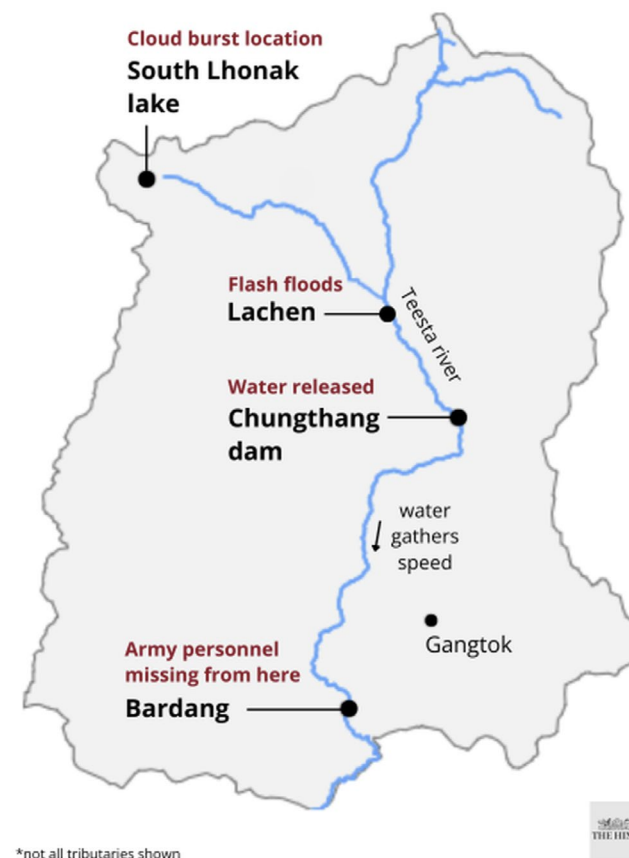 Cloud burst location
South Lhonak
lake
Flash floods
Lachen
Teesta river
Water released
Chungthang
dam
water
gathers
speed
Gangtok
Army personnel
missing from here
Bardang
*not all tributaries shown
THE